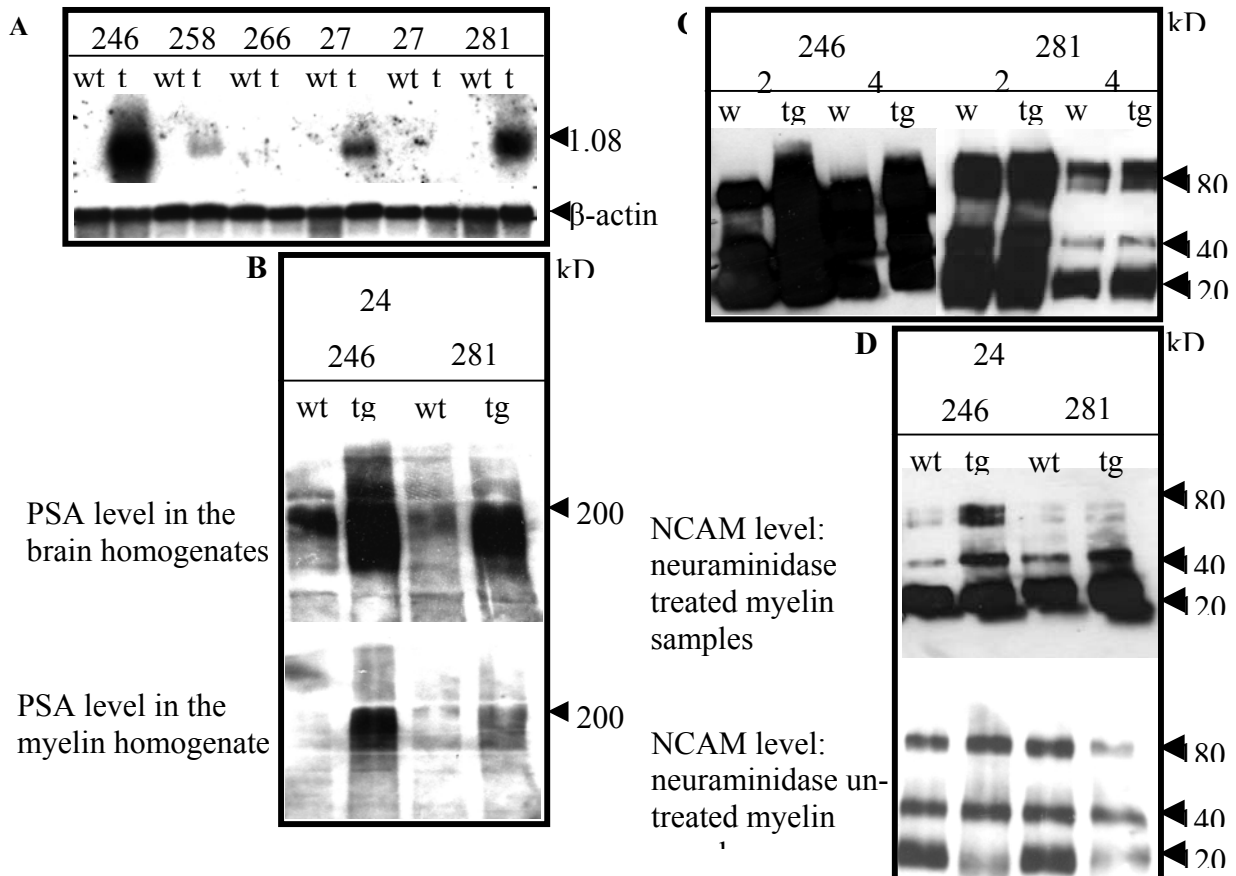 A
246 258 266 27 27 281
wt t wt t wt t wt t wt t wt t
1.08
β-actin
B
kD
24
246 281
wt tg wt tg
PSA level in the
brain homogenates
200
PSA level in the
myelin homogenate
200
kD
246 281
2 4 2 4
w tg w tg w tg w tg
180
140
120
D
kD
24
246 281
wt tg wt tg
NCAM level:
neuraminidase
treated myelin
samples
180
140
120
NCAM level:
neuraminidase un-
treated myelin
180
140
120